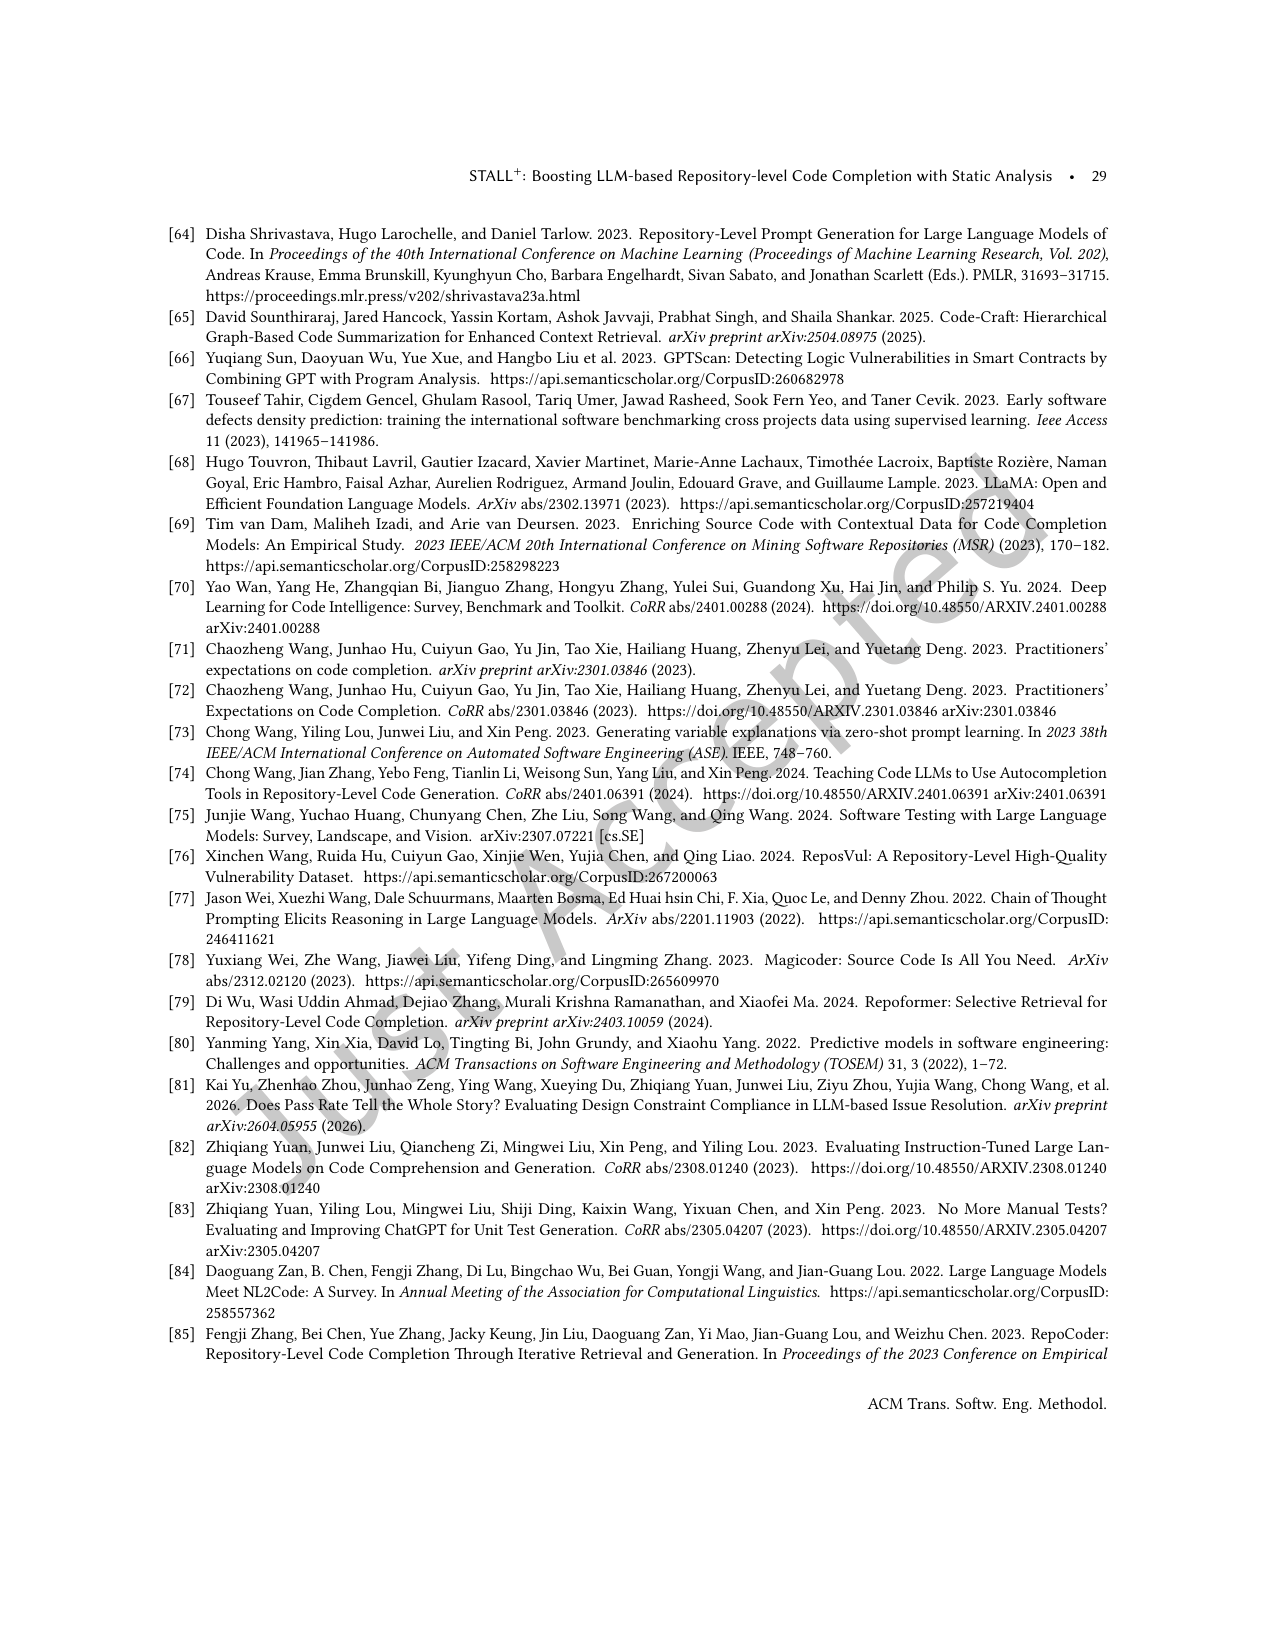 STALL+: Boosting LLM-based Repository-level Code Completion with Static Analysis • 29
[64] Disha Shrivastava, Hugo Larochelle, and Daniel Tarlow. 2023. Repository-Level Prompt Generation for Large Language Models of
Code. In Proceedings of the 40th International Conference on Machine Learning (Proceedings of Machine Learning Research, Vol. 202),
Andreas Krause, Emma Brunskill, Kyunghyun Cho, Barbara Engelhardt, Sivan Sabato, and Jonathan Scarlett (Eds.). PMLR, 31693–31715.
https://proceedings.mlr.press/v202/shrivastava23a.html
[65] David Sounthiraraj, Jared Hancock, Yassin Kortam, Ashok Javvaji, Prabhat Singh, and Shaila Shankar. 2025. Code-Craft: Hierarchical
Graph-Based Code Summarization for Enhanced Context Retrieval. arXiv preprint arXiv:2504.08975 (2025).
[66] Yuqiang Sun, Daoyuan Wu, Yue Xue, and Hangbo Liu et al. 2023. GPTScan: Detecting Logic Vulnerabilities in Smart Contracts by
Combining GPT with Program Analysis. https://api.semanticscholar.org/CorpusID:260682978
[67] Touseef Tahir, Cigdem Gencel, Ghulam Rasool, Tariq Umer, Jawad Rasheed, Sook Fern Yeo, and Taner Cevik. 2023. Early software
defects density prediction: training the international software benchmarking cross projects data using supervised learning. Ieee Access
11 (2023), 141965–141986.
[68] Hugo Touvron, Thibaut Lavril, Gautier Izacard, Xavier Martinet, Marie-Anne Lachaux, Timothée Lacroix, Baptiste Rozière, Naman
Goyal, Eric Hambro, Faisal Azhar, Aurelien Rodriguez, Armand Joulin, Edouard Grave, and Guillaume Lample. 2023. LLaMA: Open and
Efficient Foundation Language Models. ArXiv abs/2302.13971 (2023). https://api.semanticscholar.org/CorpusID:257219404
[69] Tim van Dam, Maliheh Izadi, and Arie van Deursen. 2023. Enriching Source Code with Contextual Data for Code Completion
Models: An Empirical Study. 2023 IEEE/ACM 20th International Conference on Mining Software Repositories (MSR) (2023), 170–182.
https://api.semanticscholar.org/CorpusID:258298223
[70] Yao Wan, Yang He, Zhangqian Bi, Jianguo Zhang, Hongyu Zhang, Yulei Sui, Guandong Xu, Hai Jin, and Philip S. Yu. 2024. Deep
Learning for Code Intelligence: Survey, Benchmark and Toolkit. CoRR abs/2401.00288 (2024). https://doi.org/10.48550/ARXIV.2401.00288
arXiv:2401.00288
[71] Chaozheng Wang, Junhao Hu, Cuiyun Gao, Yu Jin, Tao Xie, Hailiang Huang, Zhenyu Lei, and Yuetang Deng. 2023. Practitioners'
expectations on code completion. arXiv preprint arXiv:2301.03846 (2023).
[72] Chaozheng Wang, Junhao Hu, Cuiyun Gao, Yu Jin, Tao Xie, Hailiang Huang, Zhenyu Lei, and Yuetang Deng. 2023. Practitioners'
Expectations on Code Completion. CoRR abs/2301.03846 (2023). https://doi.org/10.48550/ARXIV.2301.03846 arXiv:2301.03846
[73] Chong Wang, Yiling Lou, Junwei Liu, and Xin Peng. 2023. Generating variable explanations via zero-shot prompt learning. In 2023 38th
IEEE/ACM International Conference on Automated Software Engineering (ASE). IEEE, 748–760.
[74] Chong Wang, Jian Zhang, Yebo Feng, Tianlin Li, Weisong Sun, Yang Liu, and Xin Peng. 2024. Teaching Code LLMs to Use Autocompletion
Tools in Repository-Level Code Generation. CoRR abs/2401.06391 (2024). https://doi.org/10.48550/ARXIV.2401.06391 arXiv:2401.06391
[75] Junjie Wang, Yuchao Huang, Chunyang Chen, Zhe Liu, Song Wang, and Qing Wang. 2024. Software Testing with Large Language
Models: Survey, Landscape, and Vision. arXiv:2307.07221 [cs.SE]
[76] Xinchen Wang, Ruida Hu, Cuiyun Gao, Xinjie Wen, Yujia Chen, and Qing Liao. 2024. ReposVul: A Repository-Level High-Quality
Vulnerability Dataset. https://api.semanticscholar.org/CorpusID:267200063
[77] Jason Wei, Xuezhi Wang, Dale Schuurmans, Maarten Bosma, Ed Huai hsin Chi, F. Xia, Quoc Le, and Denny Zhou. 2022. Chain of Thought
Prompting Elicits Reasoning in Large Language Models. ArXiv abs/2201.11903 (2022). https://api.semanticscholar.org/CorpusID:
246411621
[78] Yuxiang Wei, Zhe Wang, Jiawei Liu, Yifeng Ding, and Lingming Zhang. 2023. Magicoder: Source Code Is All You Need. ArXiv
abs/2312.02120 (2023). https://api.semanticscholar.org/CorpusID:265609970
[79] Di Wu, Wasi Uddin Ahmad, Dejiao Zhang, Murali Krishna Ramanathan, and Xiaofei Ma. 2024. Repoformer: Selective Retrieval for
Repository-Level Code Completion. arXiv preprint arXiv:2403.10059 (2024).
[80] Yanming Yang, Xin Xia, David Lo, Tingting Bi, John Grundy, and Xiaohu Yang. 2022. Predictive models in software engineering:
Challenges and opportunities. ACM Transactions on Software Engineering and Methodology (TOSEM) 31, 3 (2022), 1–72.
[81] Kai Yu, Zhenhao Zhou, Junhao Zeng, Ying Wang, Xueying Du, Zhiqiang Yuan, Junwei Liu, Ziyu Zhou, Yujia Wang, Chong Wang, et al.
2026. Does Pass Rate Tell the Whole Story? Evaluating Design Constraint Compliance in LLM-based Issue Resolution. arXiv preprint
arXiv:2604.05955 (2026).
[82] Zhiqiang Yuan, Junwei Liu, Qiancheng Zi, Mingwei Liu, Xin Peng, and Yiling Lou. 2023. Evaluating Instruction-Tuned Large Lan-
guage Models on Code Comprehension and Generation. CoRR abs/2308.01240 (2023). https://doi.org/10.48550/ARXIV.2308.01240
arXiv:2308.01240
[83] Zhiqiang Yuan, Yiling Lou, Mingwei Liu, Shiji Ding, Kaixin Wang, Yixuan Chen, and Xin Peng. 2023. No More Manual Tests?
Evaluating and Improving ChatGPT for Unit Test Generation. CoRR abs/2305.04207 (2023). https://doi.org/10.48550/ARXIV.2305.04207
arXiv:2305.04207
[84] Daoguang Zan, B. Chen, Fengji Zhang, Di Lu, Bingchao Wu, Bei Guan, Yongji Wang, and Jian-Guang Lou. 2022. Large Language Models
Meet NL2Code: A Survey. In Annual Meeting of the Association for Computational Linguistics. https://api.semanticscholar.org/CorpusID:
258557362
[85] Fengji Zhang, Bei Chen, Yue Zhang, Jacky Keung, Jin Liu, Daoguang Zan, Yi Mao, Jian-Guang Lou, and Weizhu Chen. 2023. RepoCoder:
Repository-Level Code Completion Through Iterative Retrieval and Generation. In Proceedings of the 2023 Conference on Empirical
ACM Trans. Softw. Eng. Methodol.
Just Accepted